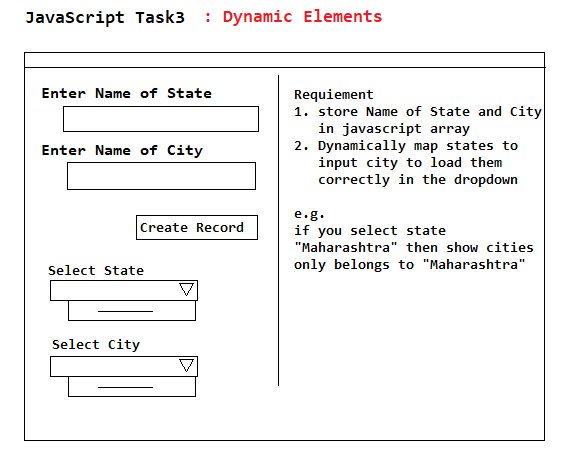 JavaScript Task3 : Dynamic Elements
Enter Name of State
Enter Name of City
Create Record
Select State
Select City
Requiement
1. store Name of State and City
in javascript array
2. Dynamically map states to
input city to load them
correctly in the dropdown
e.g.
if you select state
"Maharashtra" then show cities
only belongs to "Maharashtra"